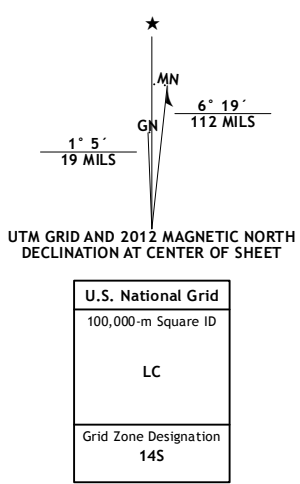 ★
MN
6° 19´
112 MILS
GN
1° 5´
19 MILS
UTM GRID AND 2012 MAGNETIC NORTH
DECLINATION AT CENTER OF SHEET
U.S. National Grid
100,000-m Square ID
LC
Grid Zone Designation
14S